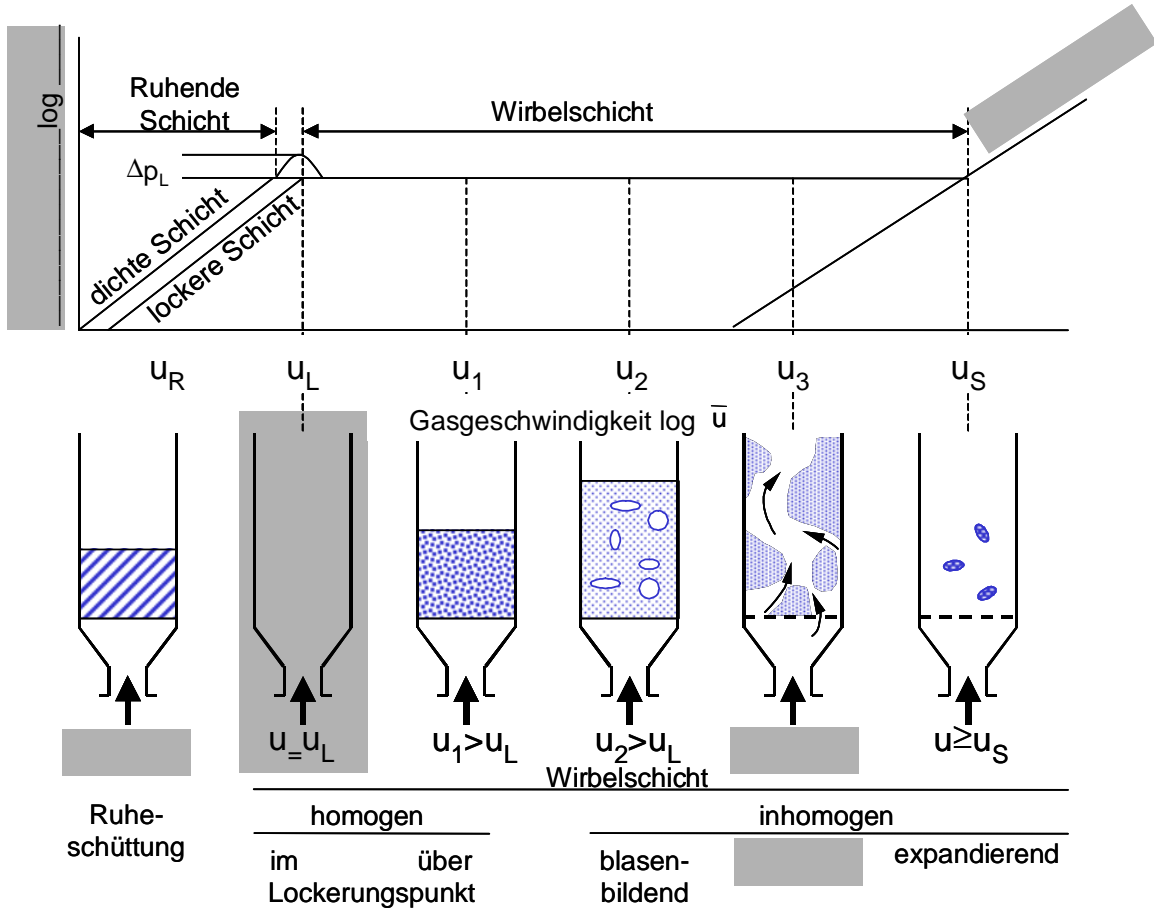 log
Ruhende
Schicht
Wirbelschicht
Δp_L
dichte Schicht
lockere Schicht
u_R u_L u_1 u_2 u_3 u_S
Gasgeschwindigkeit log u̅
u=u_L u_1>u_L u_2>u_L u≥u_S
Wirbelschicht
Ruhe-
schüttung
homogen inhomogen
im über
Lockerungspunkt
blasen-
bildend
expandierend